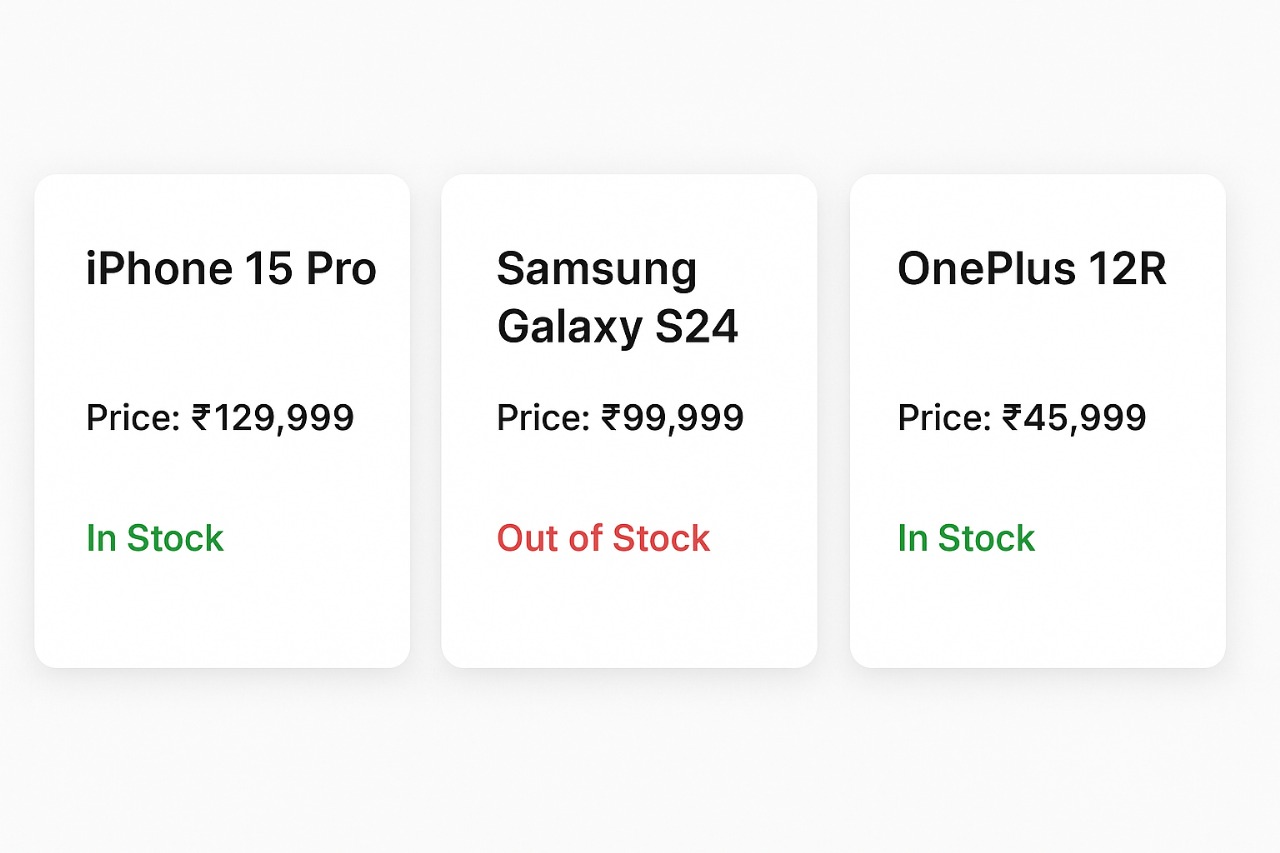 iPhone 15 Pro
Price: ₹129,999
In Stock
Samsung
Galaxy S24
Price: ₹99,999
Out of Stock
OnePlus 12R
Price: ₹45,999
In Stock